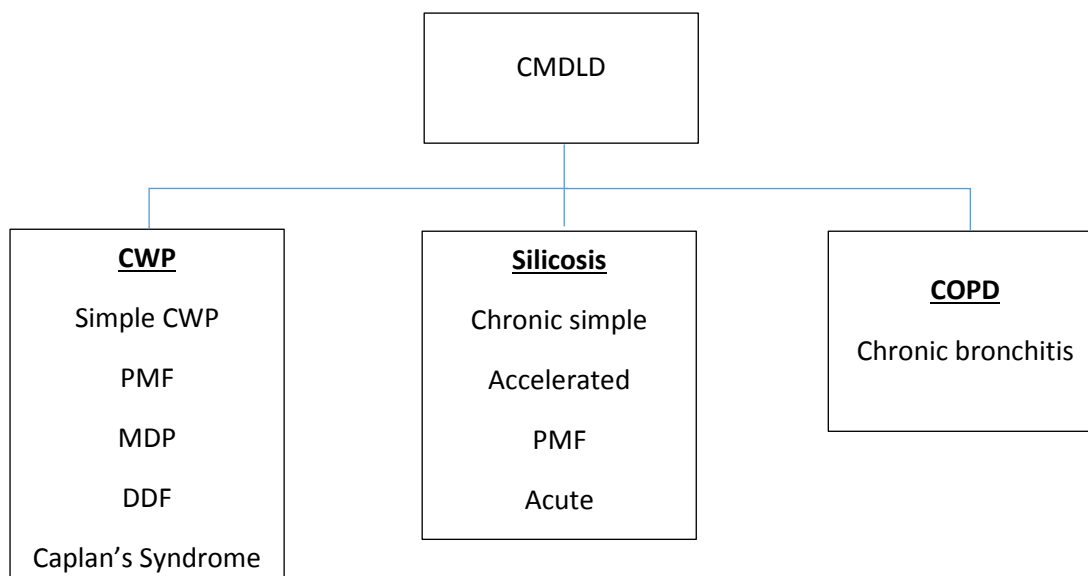 CMDLD
CWP
Simple CWP
PMF
MDP
DDF
Caplan’s Syndrome
Silicosis
Chronic simple
Accelerated
PMF
Acute
COPD
Chronic bronchitis